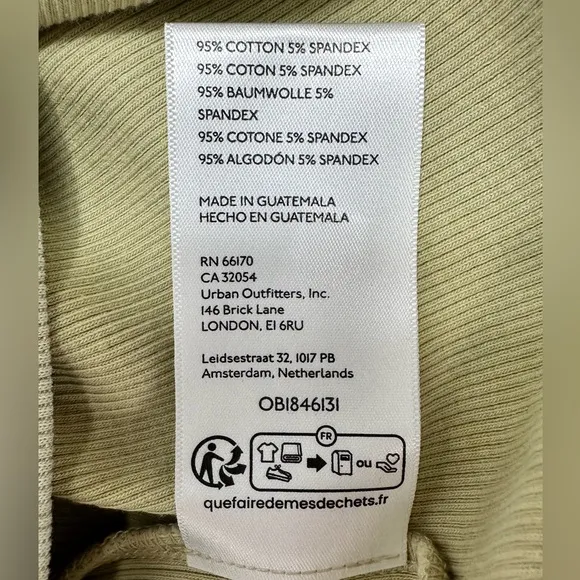 95% COTTON 5% SPANDEX
95% COTON 5% SPANDEX
95% BAUMWOLLE 5%
SPANDEX
95% COTONE 5% SPANDEX
95% ALGODÓN 5% SPANDEX
MADE IN GUATEMALA
HECHO EN GUATEMALA
RN 66170
CA 32054
Urban Outfitters, Inc.
146 Brick Lane
LONDON, E1 6RU
Leidsestraat 32, 1017 PB
Amsterdam, Netherlands
OB1846131
FR
ou
quefairedemesdechets.fr